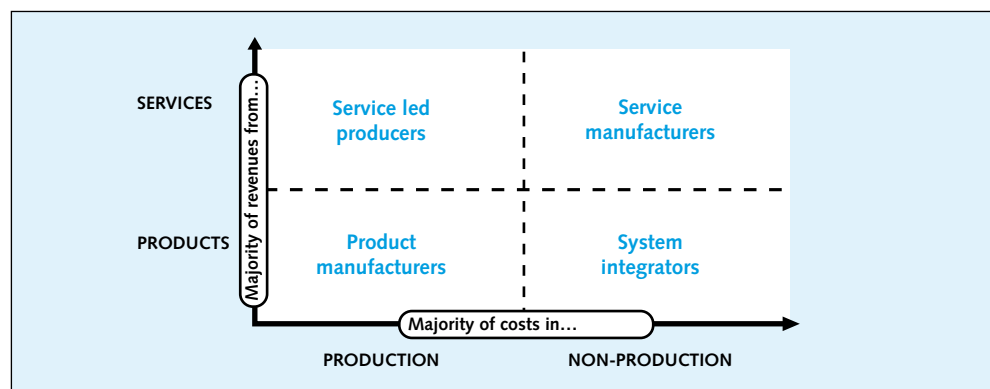 SERVICES
Majority of revenues from...
Service led
producers
Service
manufacturers
PRODUCTS
Product
manufacturers
System
integrators
Majority of costs in...
PRODUCTION
NON-PRODUCTION